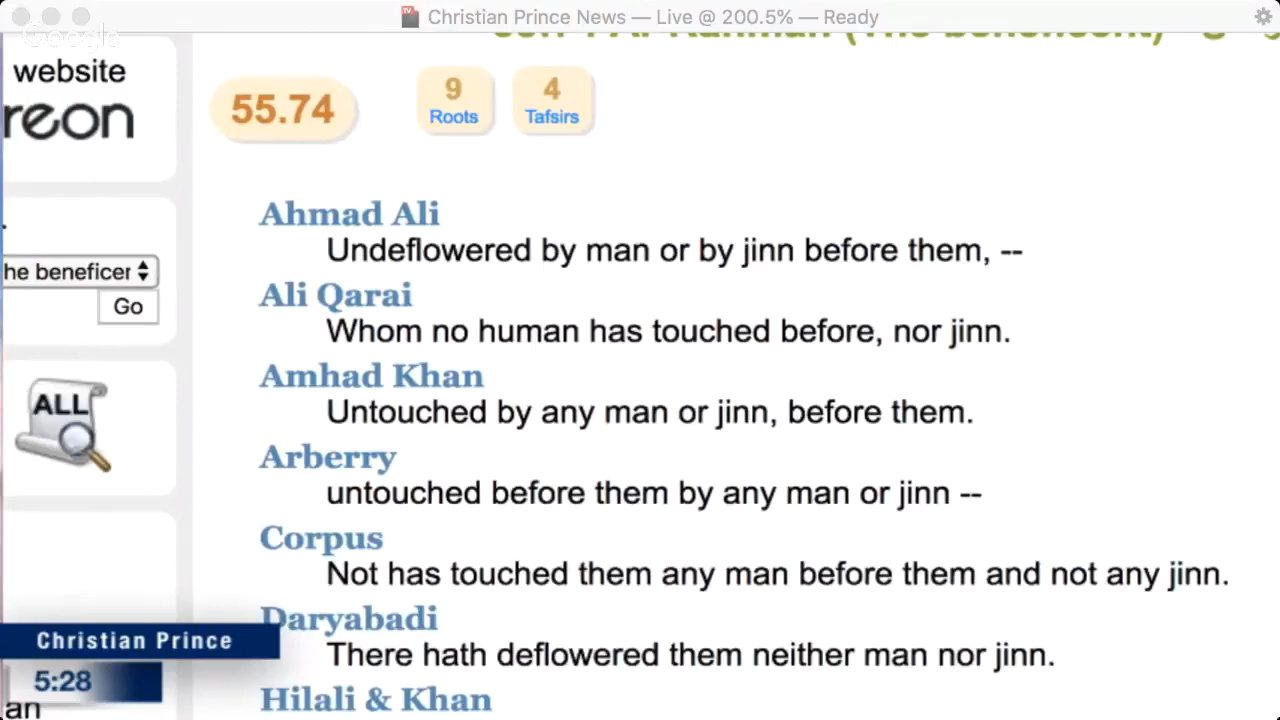 Christian Prince News — Live @ 200.5% — Ready
Google
website
reon
55.74
9
Roots
4
Tafsirs
Ahmad Ali
Undeflowered by man or by jinn before them, --
Ali Qarai
Whom no human has touched before, nor jinn.
he beneficer
Go
Amhad Khan
Untouched by any man or jinn, before them.
ALL
Arberry
untouched before them by any man or jinn --
Corpus
Not has touched them any man before them and not any jinn.
Daryabadi
There hath deflowered them neither man nor jinn.
Christian Prince
5:28
Hilali & Khan
an